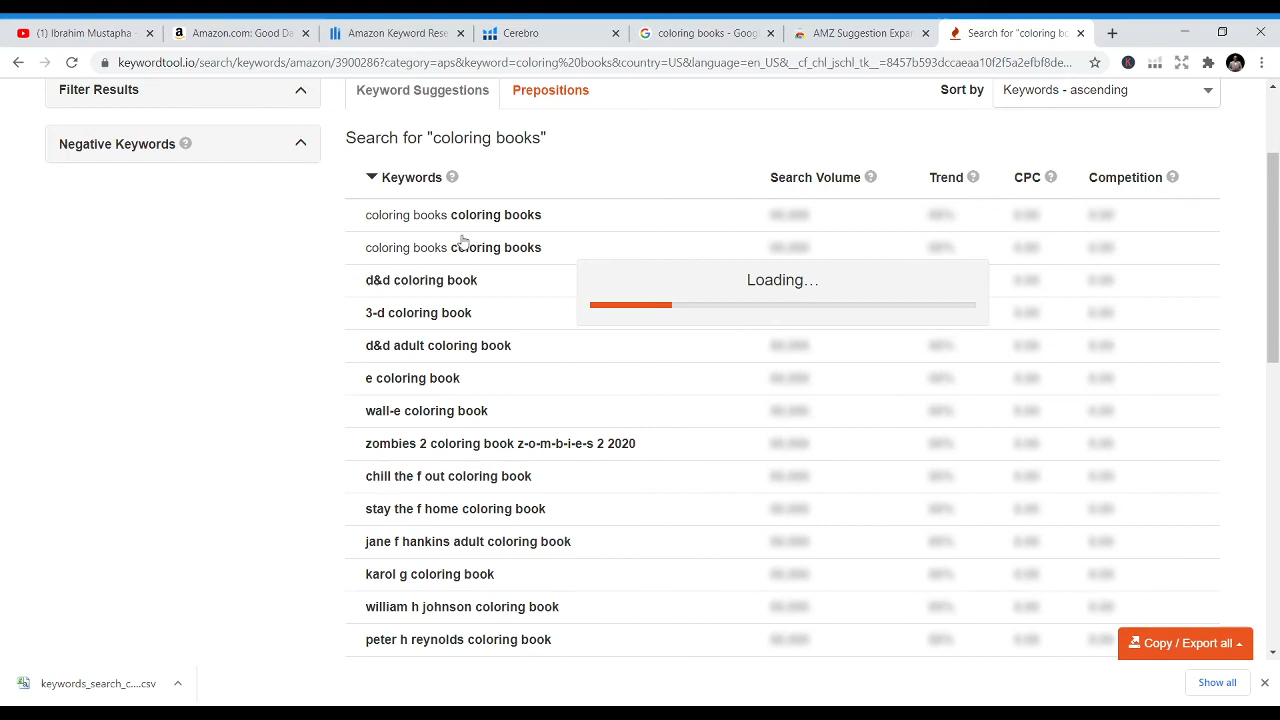 (1) Ibrahim Mustapha -
Amazon.com: Good Da
Amazon Keyword Rese
Cerebro
coloring books - Goog
AMZ Suggestion Expan
Search for "coloring bo
keywordtool.io/search/keywords/amazon/3900286?category=aps&keyword=coloring%20books&country=US&language=en_US&__cf_chl_jschl_tk__=8457b593dccaeaa10f2f5a2efbf8de...
Filter Results
Keyword Suggestions
Prepositions
Sort by
Keywords - ascending
Negative Keywords
Search for "coloring books"
Keywords
Search Volume
Trend
CPC
Competition
coloring books coloring books
coloring books coloring books
Loading...
d&d coloring book
3-d coloring book
d&d adult coloring book
e coloring book
wall-e coloring book
zombies 2 coloring book z-o-m-b-i-e-s 2 2020
chill the f out coloring book
stay the f home coloring book
jane f hankins adult coloring book
karol g coloring book
william h johnson coloring book
peter h reynolds coloring book
Copy / Export all
keywords_search_c....csv
Show all